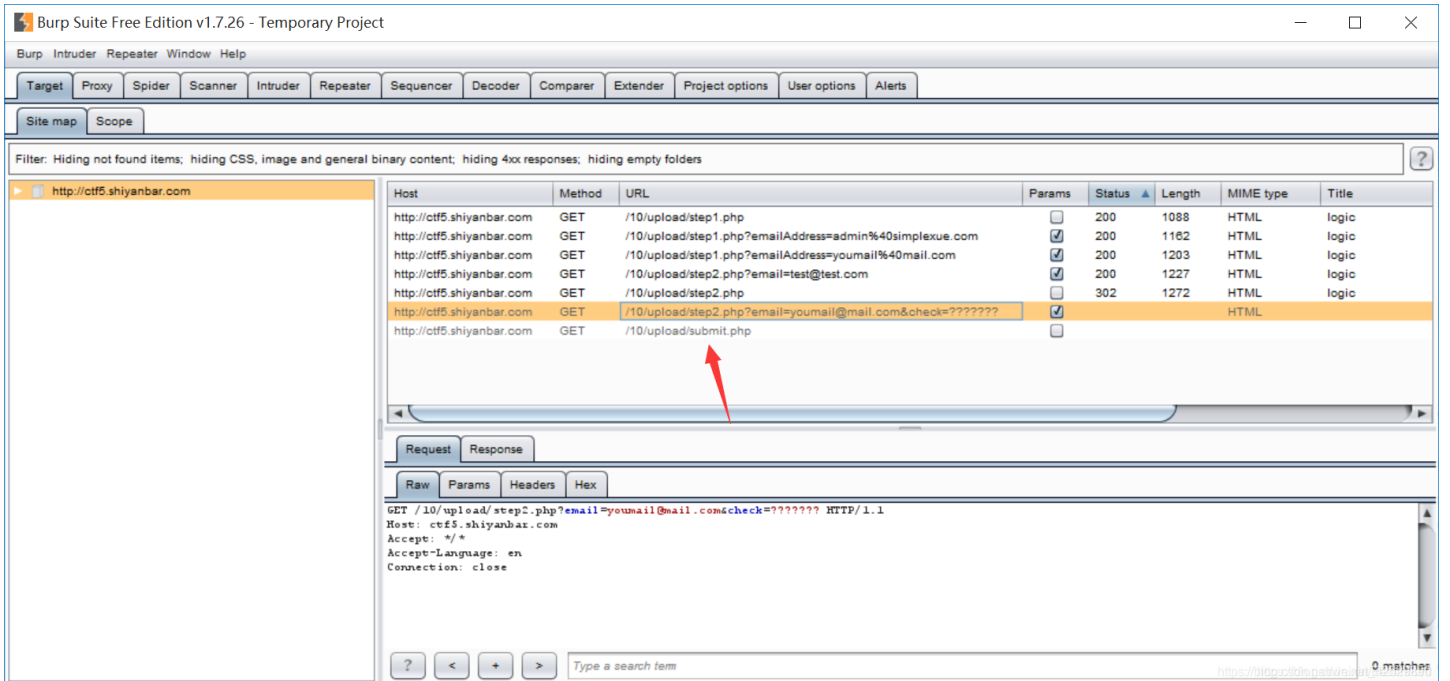 Burp Suite Free Edition v1.7.26 - Temporary Project
Burp Intruder Repeater Window Help
Target Proxy Spider Scanner Intruder Repeater Sequencer Decoder Comparer Extender Project options User options Alerts
Site map Scope
Filter: Hiding not found items; hiding CSS, image and general binary content; hiding 4xx responses; hiding empty folders ?
http://ctf5.shiyanbar.com
Host Method URL Params Status Length MIME type Title
http://ctf5.shiyanbar.com GET /10/upload/step1.php 200 1088 HTML logic
http://ctf5.shiyanbar.com GET /10/upload/step1.php?emailAddress=admin%40simplexue.com 200 1162 HTML logic
http://ctf5.shiyanbar.com GET /10/upload/step1.php?emailAddress=youmail%40mail.com 200 1203 HTML logic
http://ctf5.shiyanbar.com GET /10/upload/step2.php?email=test@test.com 200 1227 HTML logic
http://ctf5.shiyanbar.com GET /10/upload/step2.php 302 1272 HTML logic
http://ctf5.shiyanbar.com GET /10/upload/step2.php?email=youmail@mail.com&check=??????? HTML
http://ctf5.shiyanbar.com GET /10/upload/submit.php
Request Response
Raw Params Headers Hex
GET /10/upload/step2.php?email=youmail@mail.com&check=??????? HTTP/1.1
Host: ctf5.shiyanbar.com
Accept: */*
Accept-Language: en
Connection: close
? < + > Type a search term 0 matches